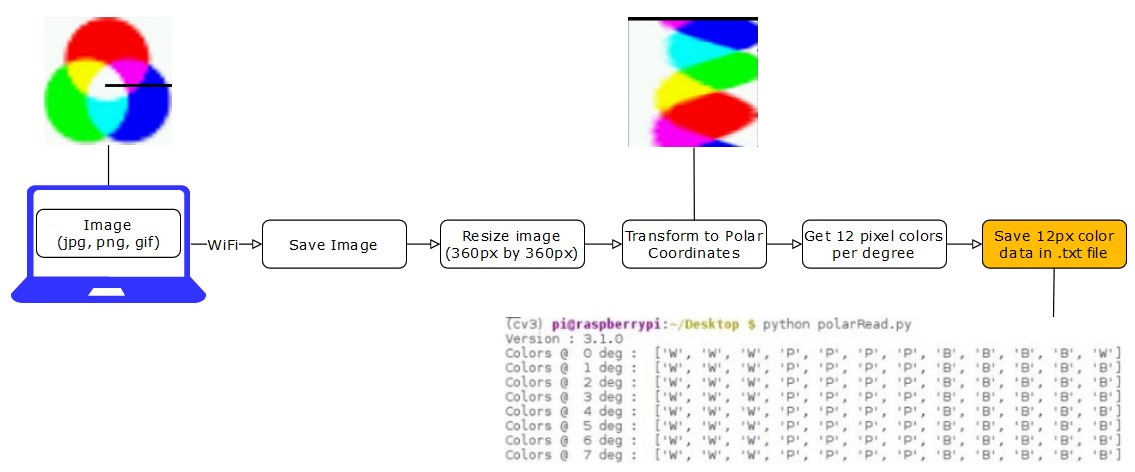 Image
(jpg, png, gif)
WiFi
Save Image
Resize image
(360px by 360px)
Transform to Polar
Coordinates
Get 12 pixel colors
per degree
Save 12px color
data in .txt file
(cv3) pi@raspberrypi:~/Desktop $ python polarRead.py
Version : 3.1.0
Colors @  0 deg :  ['W', 'W', 'W', 'P', 'P', 'P', 'P', 'B', 'B', 'B', 'B', 'W']
Colors @  1 deg :  ['W', 'W', 'W', 'P', 'P', 'P', 'P', 'B', 'B', 'B', 'B', 'B']
Colors @  2 deg :  ['W', 'W', 'W', 'P', 'P', 'P', 'P', 'B', 'B', 'B', 'B', 'B']
Colors @  3 deg :  ['W', 'W', 'W', 'P', 'P', 'P', 'P', 'B', 'B', 'B', 'B', 'B']
Colors @  4 deg :  ['W', 'W', 'W', 'P', 'P', 'P', 'P', 'B', 'B', 'B', 'B', 'B']
Colors @  5 deg :  ['W', 'W', 'W', 'P', 'P', 'P', 'P', 'B', 'B', 'B', 'B', 'B']
Colors @  6 deg :  ['W', 'W', 'W', 'P', 'P', 'P', 'P', 'B', 'B', 'B', 'B', 'B']
Colors @  7 deg :  ['W', 'W', 'W', 'P', 'P', 'P', 'P', 'B', 'B', 'B', 'B', 'B']